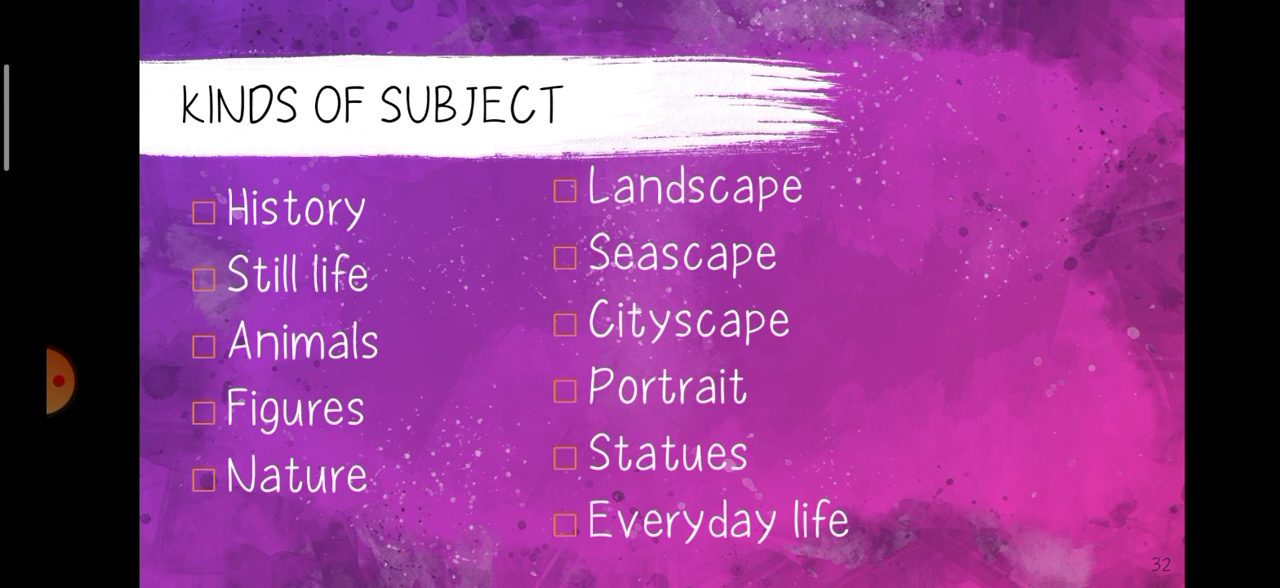 KINDS OF SUBJECT
History
Still life
Animals
Figures
Nature
Landscape
Seascape
Cityscape
Portrait
Statues
Everyday life
32